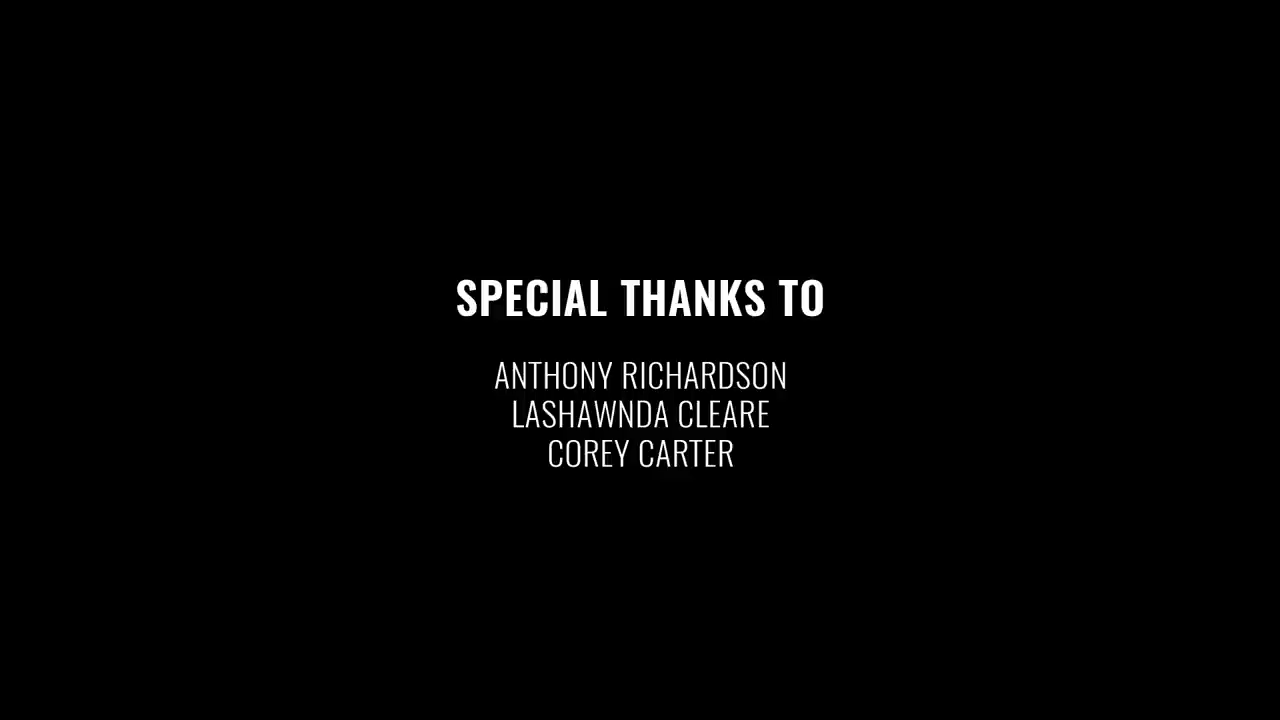 SPECIAL THANKS TO
ANTHONY RICHARDSON
LASHAWNDA CLEARE
COREY CARTER